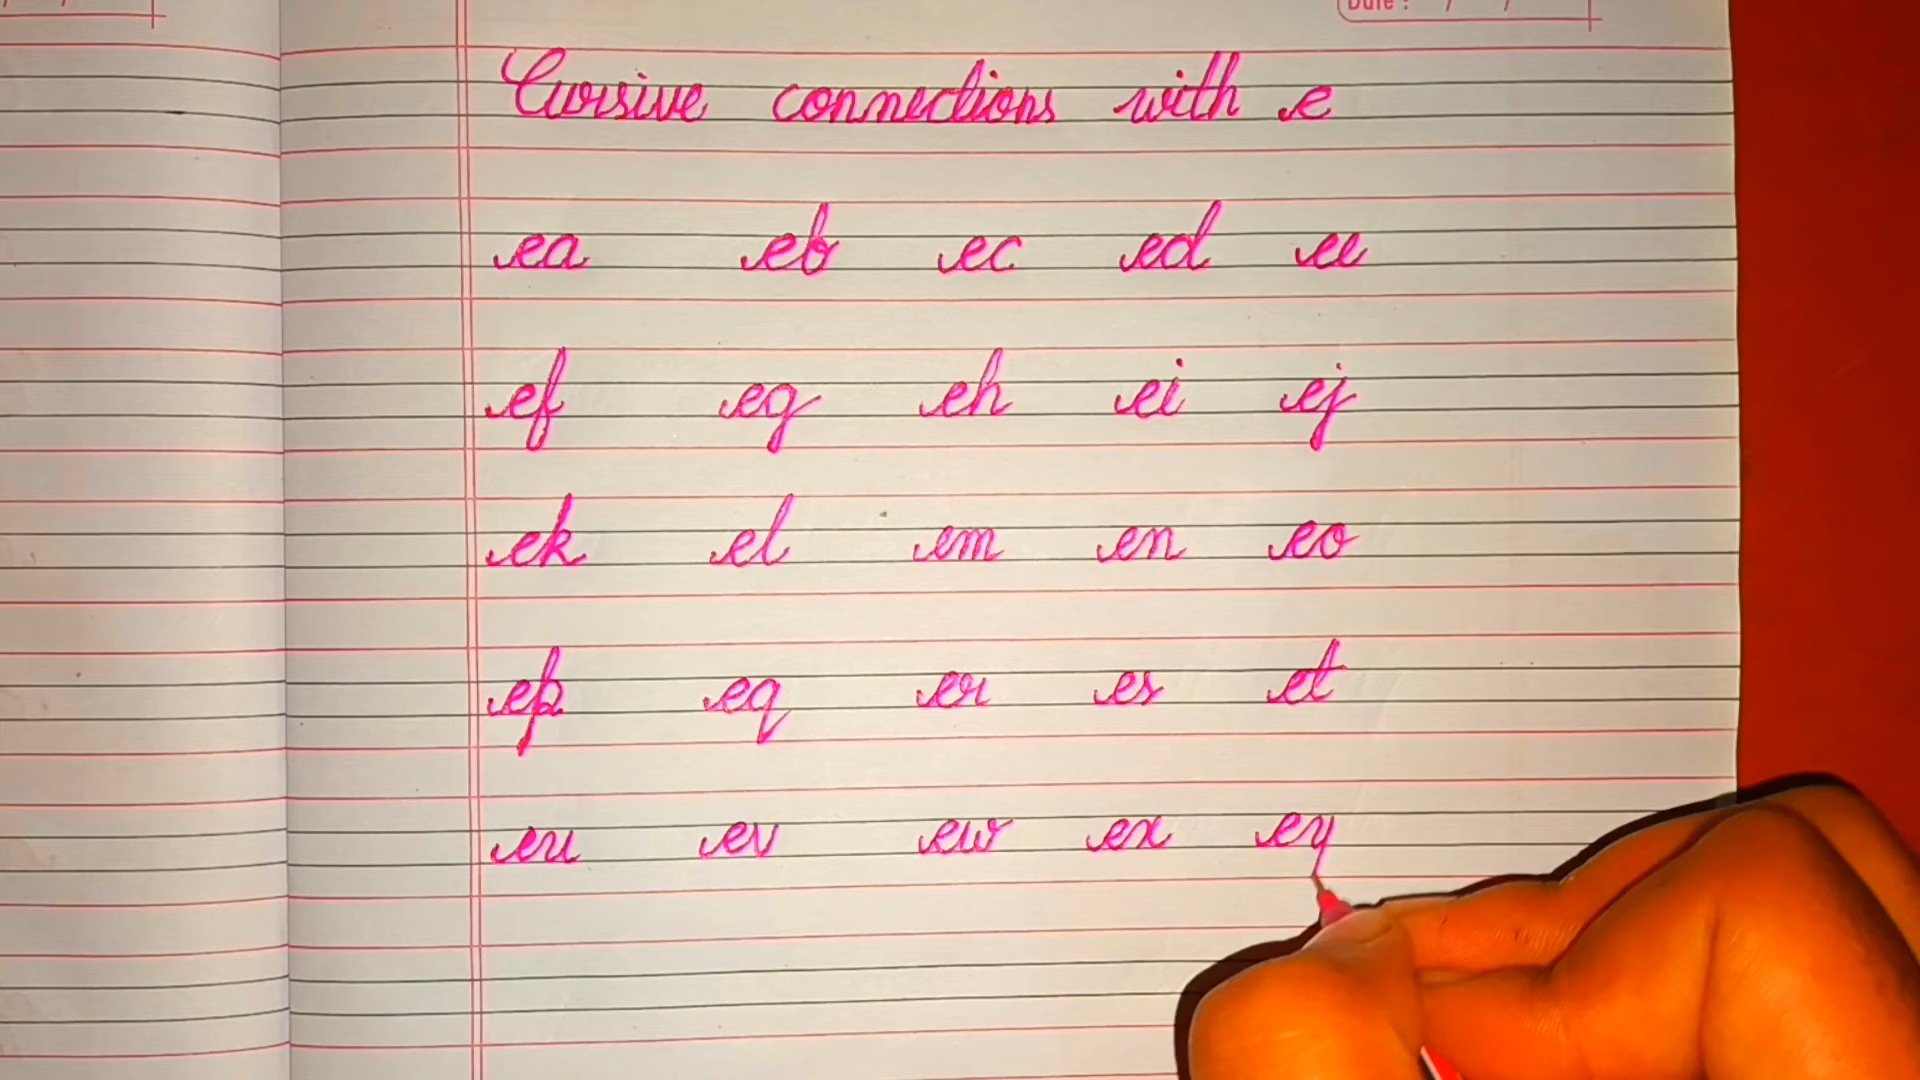 Date : / /
Cursive connections with e
ea eb ec ed ee
ef eg eh ei ej
ek el em en eo
ep eq er es et
eu ev ew ex ey